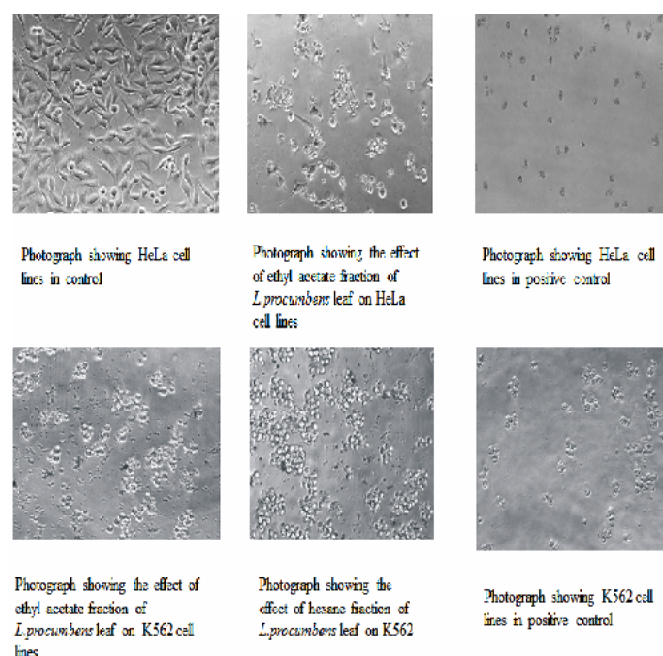 Photograph showing HeLa cell
lines in control
Photograph showing the effect
of ethyl acetate fraction of
L.procumbens leaf on HeLa
cell lines
Photograph showing HeLa cell
lines in positive control
Photograph showing the effect of
ethyl acetate fraction of
L.procumbens leaf on K562 cell
lines
Photograph showing the
effect of hexane fraction of
L.procumbens leaf on K562
Photograph showing K562 cell
lines in positive control